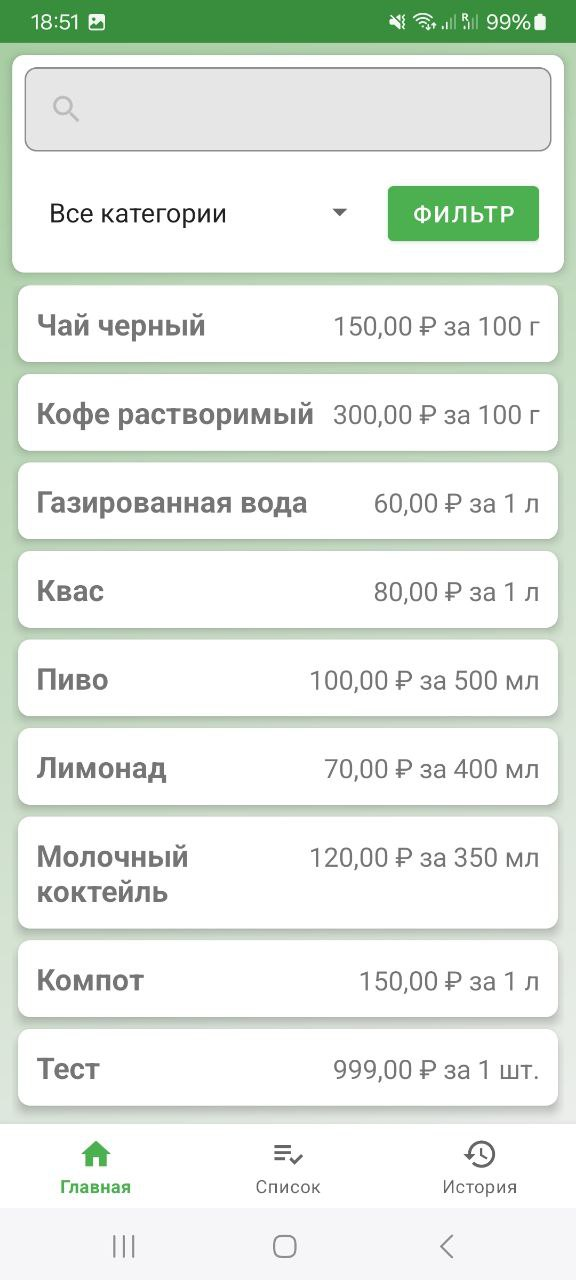 18:51 R 99%
Все категории ФИЛЬТР
Чай черный 150,00 ₽ за 100 г
Кофе растворимый 300,00 ₽ за 100 г
Газированная вода 60,00 ₽ за 1 л
Квас 80,00 ₽ за 1 л
Пиво 100,00 ₽ за 500 мл
Лимонад 70,00 ₽ за 400 мл
Молочный 120,00 ₽ за 350 мл
коктейль
Компот 150,00 ₽ за 1 л
Тест 999,00 ₽ за 1 шт.
Главная Список История